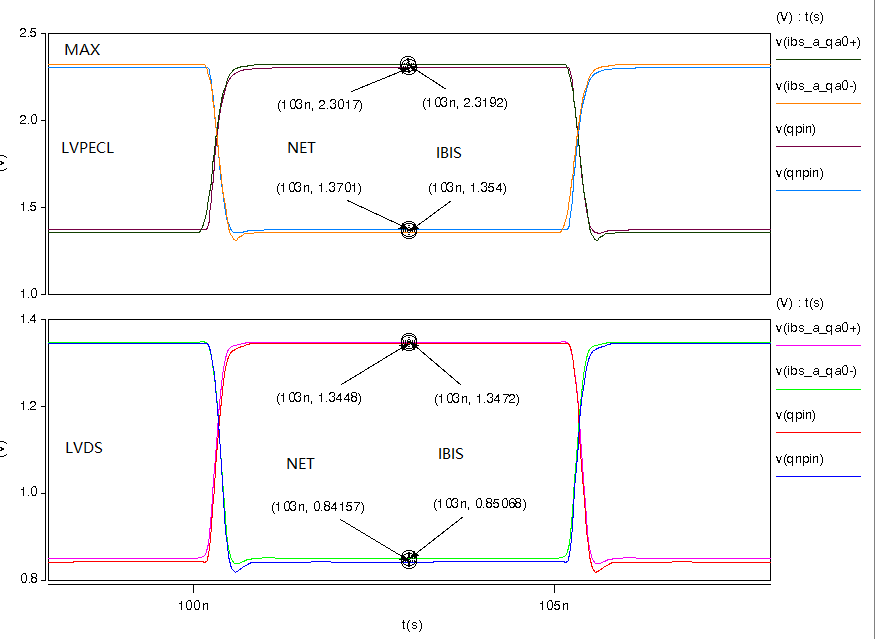 (V) : t(s)
2.5
MAX
v(ibs_a_qa0+)
v(ibs_a_qa0-)
(103n, 2.3017)
(103n, 2.3192)
2.0
v(qpin)
LVPECL
NET
IBIS
(V)
v(qnpin)
(103n, 1.3701)
(103n, 1.354)
1.5
1.0
(V) : t(s)
1.4
v(ibs_a_qa0+)
v(ibs_a_qa0-)
(103n, 1.3448)
(103n, 1.3472)
1.2
v(qpin)
LVDS
NET
IBIS
(V)
v(qnpin)
1.0
(103n, 0.84157)
(103n, 0.85068)
0.8
100n
105n
t(s)